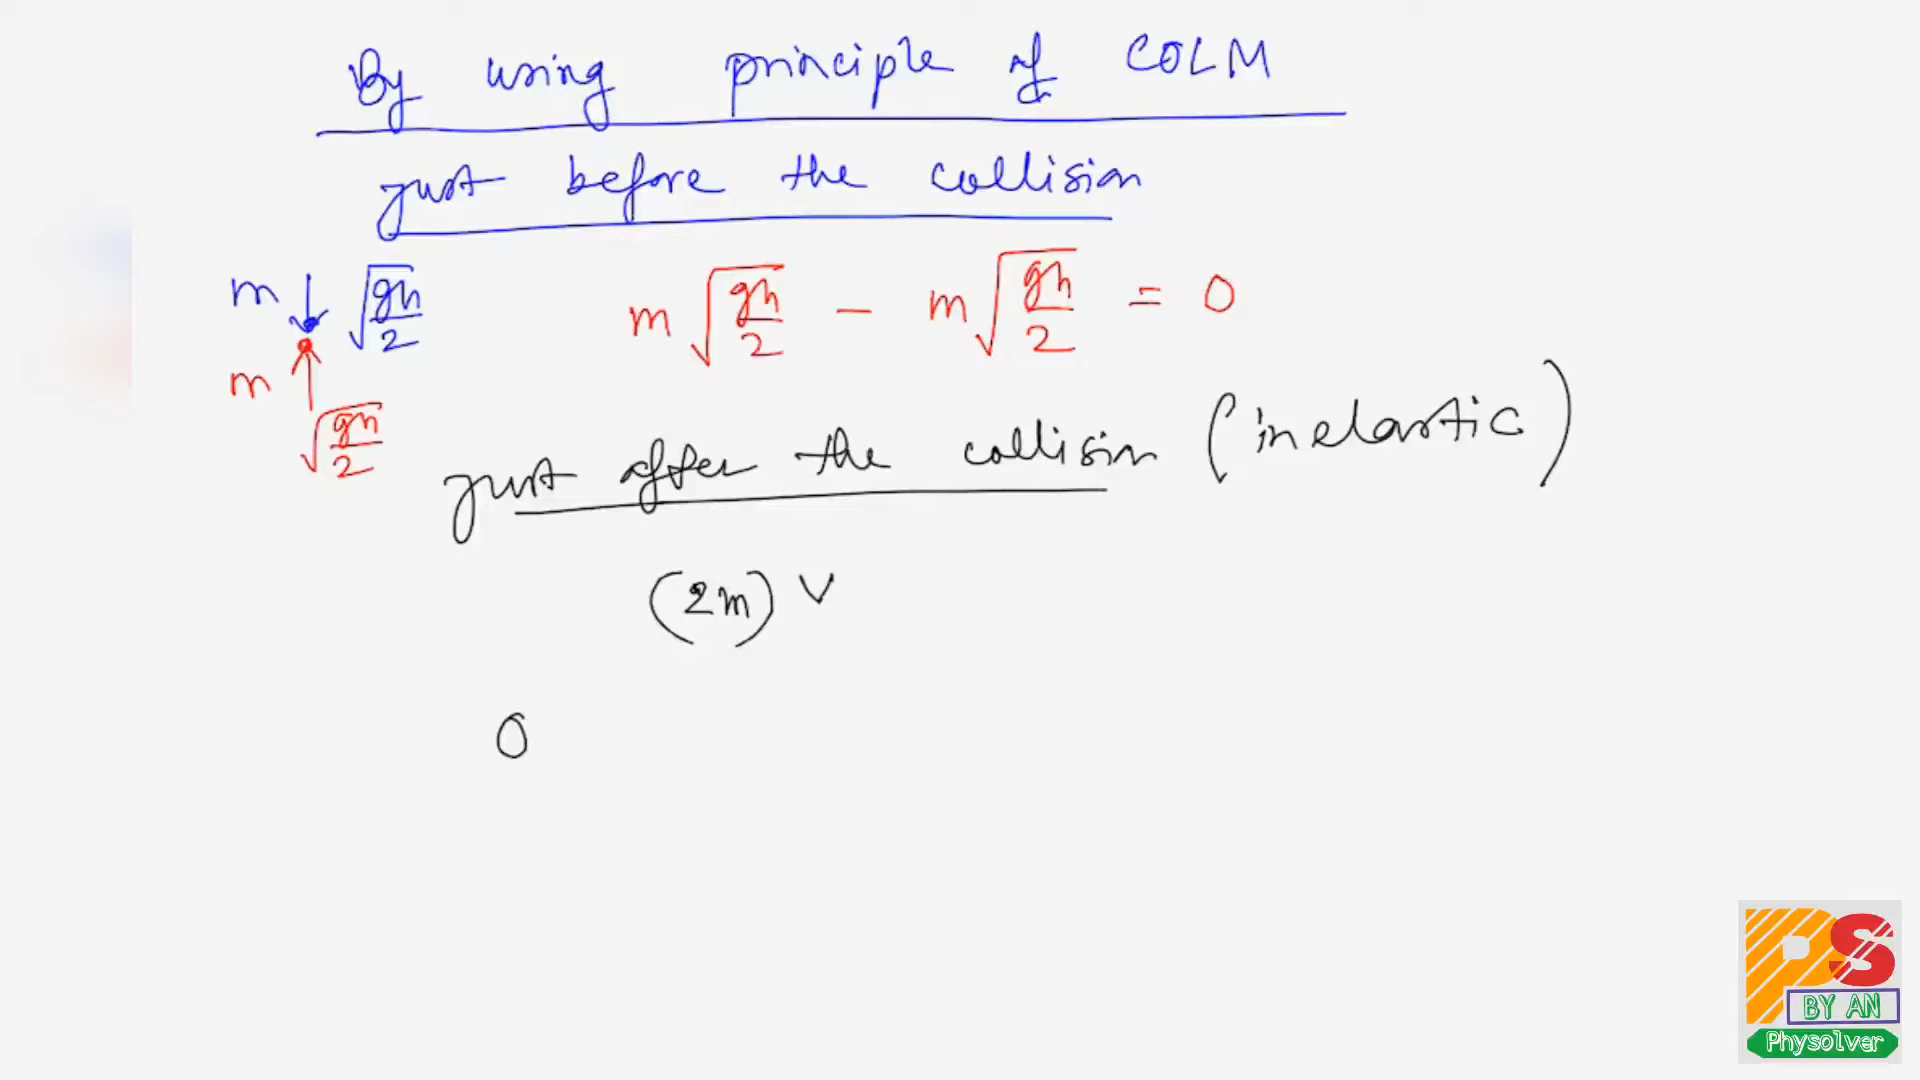 By using principle of COLM
just before the collision
m ↓ √(gh/2)
m √(gh/2) - m √(gh/2) = 0
m ↑ √(gh/2)
just after the collision (inelastic)
(2m) v
0
PS
BY AN
Physolver